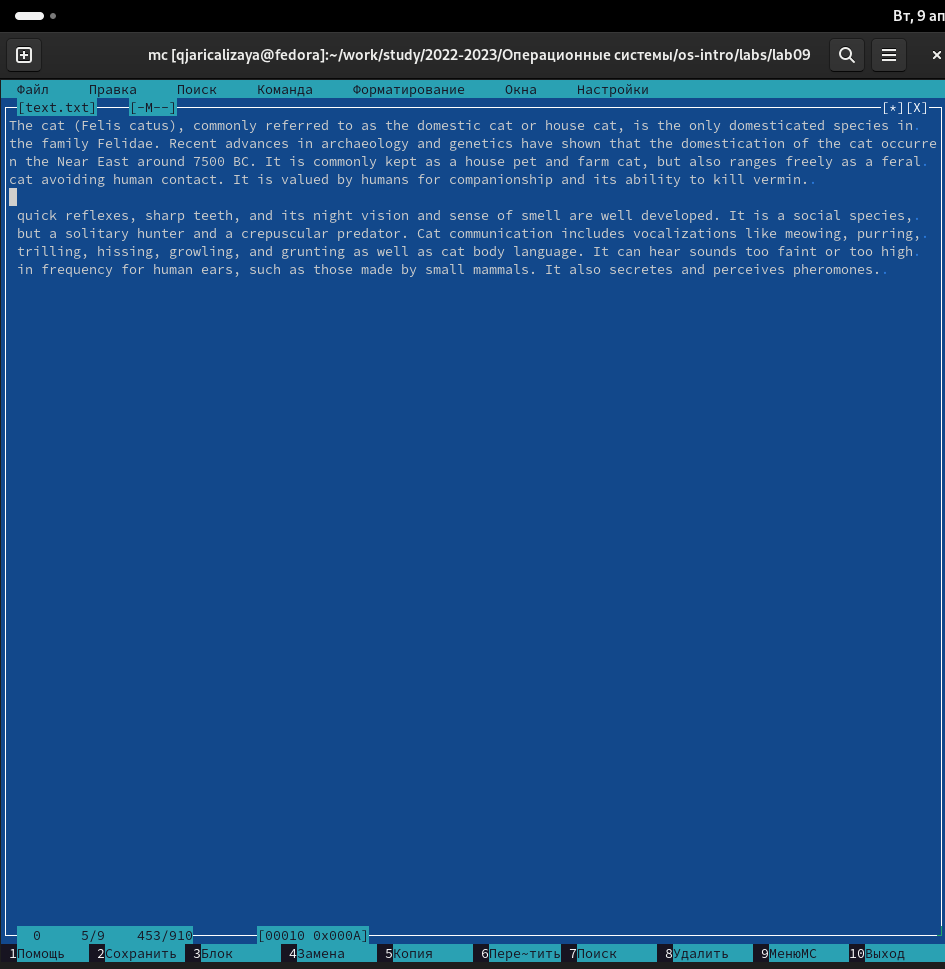 Вт, 9 ап
mc [qjaricalizaya@fedora]:~/work/study/2022-2023/Операционные системы/os-intro/labs/lab09
Файл Правка Поиск Команда Форматирование Окна Настройки
[text.txt] [-M--] [*][X]
The cat (Felis catus), commonly referred to as the domestic cat or house cat, is the only domesticated species in.
the family Felidae. Recent advances in archaeology and genetics have shown that the domestication of the cat occurre
n the Near East around 7500 BC. It is commonly kept as a house pet and farm cat, but also ranges freely as a feral.
cat avoiding human contact. It is valued by humans for companionship and its ability to kill vermin..
quick reflexes, sharp teeth, and its night vision and sense of smell are well developed. It is a social species,.
but a solitary hunter and a crepuscular predator. Cat communication includes vocalizations like meowing, purring,.
trilling, hissing, growling, and grunting as well as cat body language. It can hear sounds too faint or too high.
in frequency for human ears, such as those made by small mammals. It also secretes and perceives pheromones..
0 5/9 453/910 [00010 0x000A]
1Помощь 2Сохранить 3Блок 4Замена 5Копия 6Пере~тить 7Поиск 8Удалить 9МенюMC 10Выход